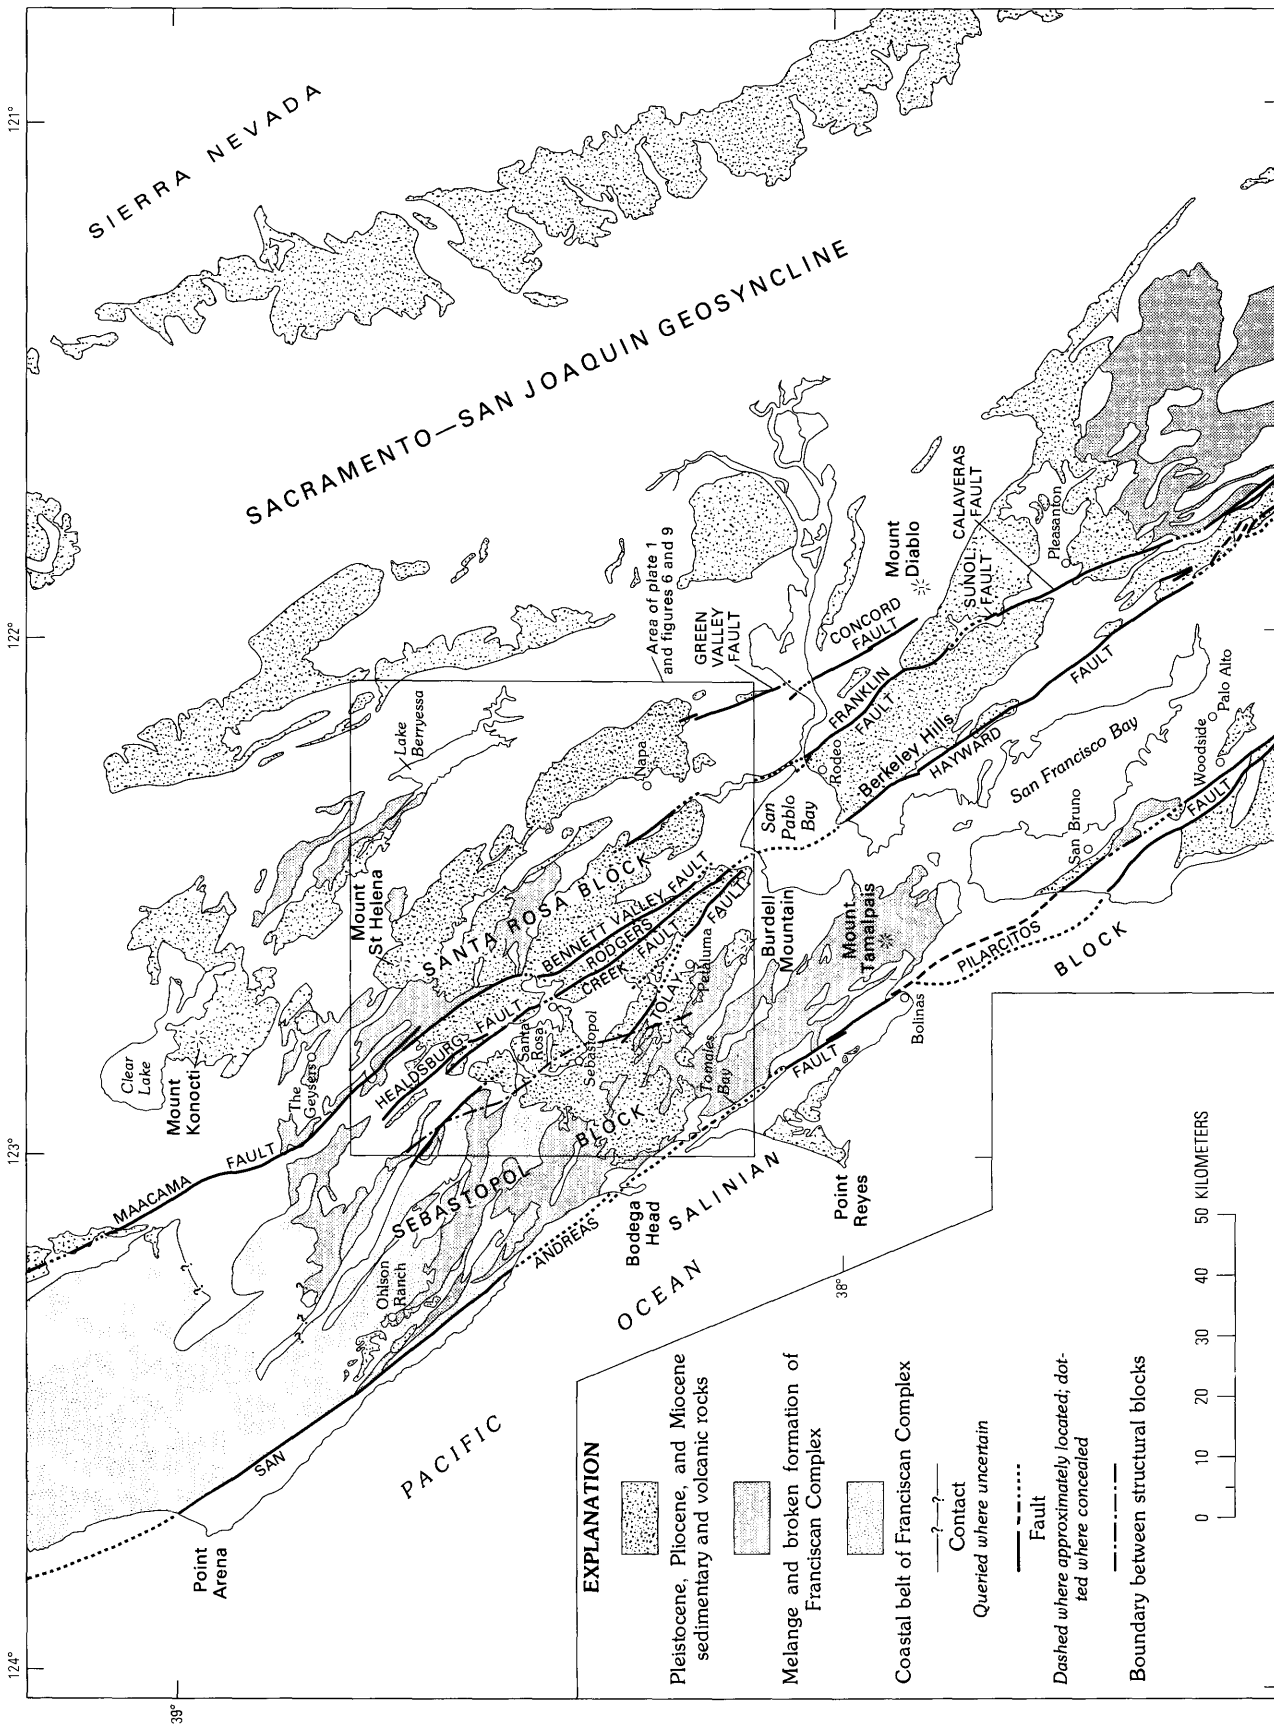 124°
123°
122°
121°
39°
38°
SIERRA NEVADA
SACRAMENTO—SAN JOAQUIN GEOSYNCLINE
Clear
Lake
Mount
Konocti
The
Geysers
Mount
St Helena
Lake
Berryessa
MAACAMA
FAULT
HEALDSBURG FAULT
SANTA ROSA BLOCK
BENNETT VALLEY FAULT
RODGERS
CREEK FAULT
TOLAY FAULT
Santa
Rosa
Sebastopol
Petaluma
Napa
Area of plate 1
and figures 6 and 9
GREEN
VALLEY
FAULT
CONCORD
FAULT
Mount
Diablo
CALAVERAS
FAULT
SUNOL
FAULT
Pleasanton
FRANKLIN
FAULT
Rodeo
Berkeley Hills
HAYWARD
FAULT
San
Pablo
Bay
San Francisco Bay
Palo Alto
Woodside
San Bruno
FAULT
PILARCITOS
BLOCK
Burdell
Mountain
Mount
Tamalpais
Bolinas
Tomales
Bay
FAULT
SEBASTOPOL
BLOCK
Ohlson
Ranch
SALINIAN
Point
Reyes
Bodega
Head
ANDREAS
SAN
Point
Arena
PACIFIC
OCEAN
EXPLANATION
Pleistocene, Pliocene, and Miocene
sedimentary and volcanic rocks
Melange and broken formation of
Franciscan Complex
Coastal belt of Franciscan Complex
—?—?—
Contact
Queried where uncertain
Fault
Dashed where approximately located; dot-
ted where concealed
Boundary between structural blocks
0 10 20 30 40 50 KILOMETERS